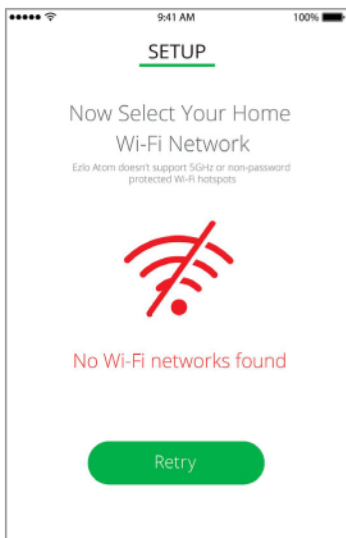 9:41 AM 100%
SETUP
Now Select Your Home
Wi-Fi Network
Ezlo Atom doesn't support 5GHz or non-password
protected Wi-Fi hotspots
No Wi-Fi networks found
Retry